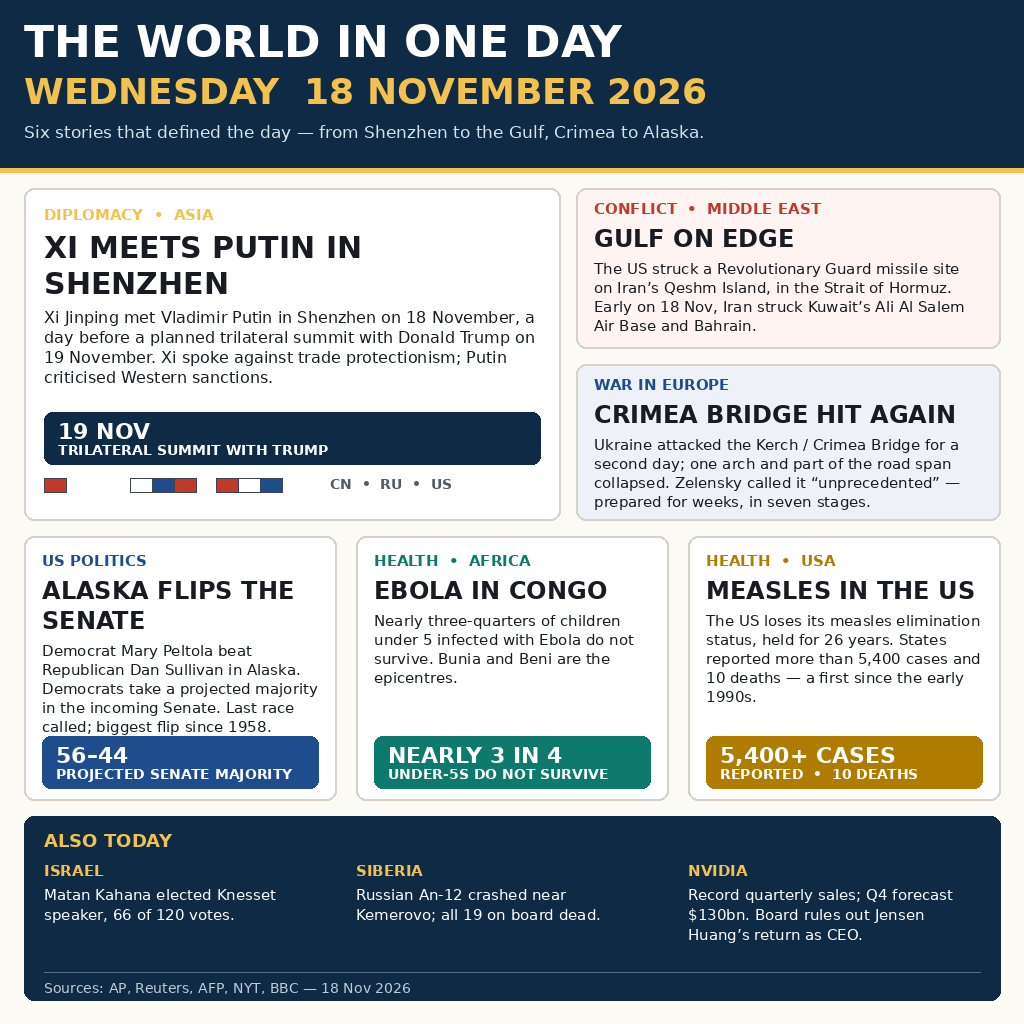 THE WORLD IN ONE DAY
WEDNESDAY  18 NOVEMBER 2026
Six stories that defined the day — from Shenzhen to the Gulf, Crimea to Alaska.
DIPLOMACY • ASIA
XI MEETS PUTIN IN
SHENZHEN
Xi Jinping met Vladimir Putin in Shenzhen on 18 November, a
day before a planned trilateral summit with Donald Trump on
19 November. Xi spoke against trade protectionism; Putin
criticised Western sanctions.
19 NOV
TRILATERAL SUMMIT WITH TRUMP
CN • RU • US
CONFLICT • MIDDLE EAST
GULF ON EDGE
The US struck a Revolutionary Guard missile site
on Iran’s Qeshm Island, in the Strait of Hormuz.
Early on 18 Nov, Iran struck Kuwait’s Ali Al Salem
Air Base and Bahrain.
WAR IN EUROPE
CRIMEA BRIDGE HIT AGAIN
Ukraine attacked the Kerch / Crimea Bridge for a
second day; one arch and part of the road span
collapsed. Zelensky called it “unprecedented” —
prepared for weeks, in seven stages.
US POLITICS
ALASKA FLIPS THE
SENATE
Democrat Mary Peltola beat
Republican Dan Sullivan in Alaska.
Democrats take a projected majority
in the incoming Senate. Last race
called; biggest flip since 1958.
56–44
PROJECTED SENATE MAJORITY
HEALTH • AFRICA
EBOLA IN CONGO
Nearly three-quarters of children
under 5 infected with Ebola do not
survive. Bunia and Beni are the
epicentres.
NEARLY 3 IN 4
UNDER-5S DO NOT SURVIVE
HEALTH • USA
MEASLES IN THE US
The US loses its measles elimination
status, held for 26 years. States
reported more than 5,400 cases and
10 deaths — a first since the early
1990s.
5,400+ CASES
REPORTED • 10 DEATHS
ALSO TODAY
ISRAEL
Matan Kahana elected Knesset
speaker, 66 of 120 votes.
SIBERIA
Russian An-12 crashed near
Kemerovo; all 19 on board dead.
NVIDIA
Record quarterly sales; Q4 forecast
$130bn. Board rules out Jensen
Huang’s return as CEO.
Sources: AP, Reuters, AFP, NYT, BBC — 18 Nov 2026